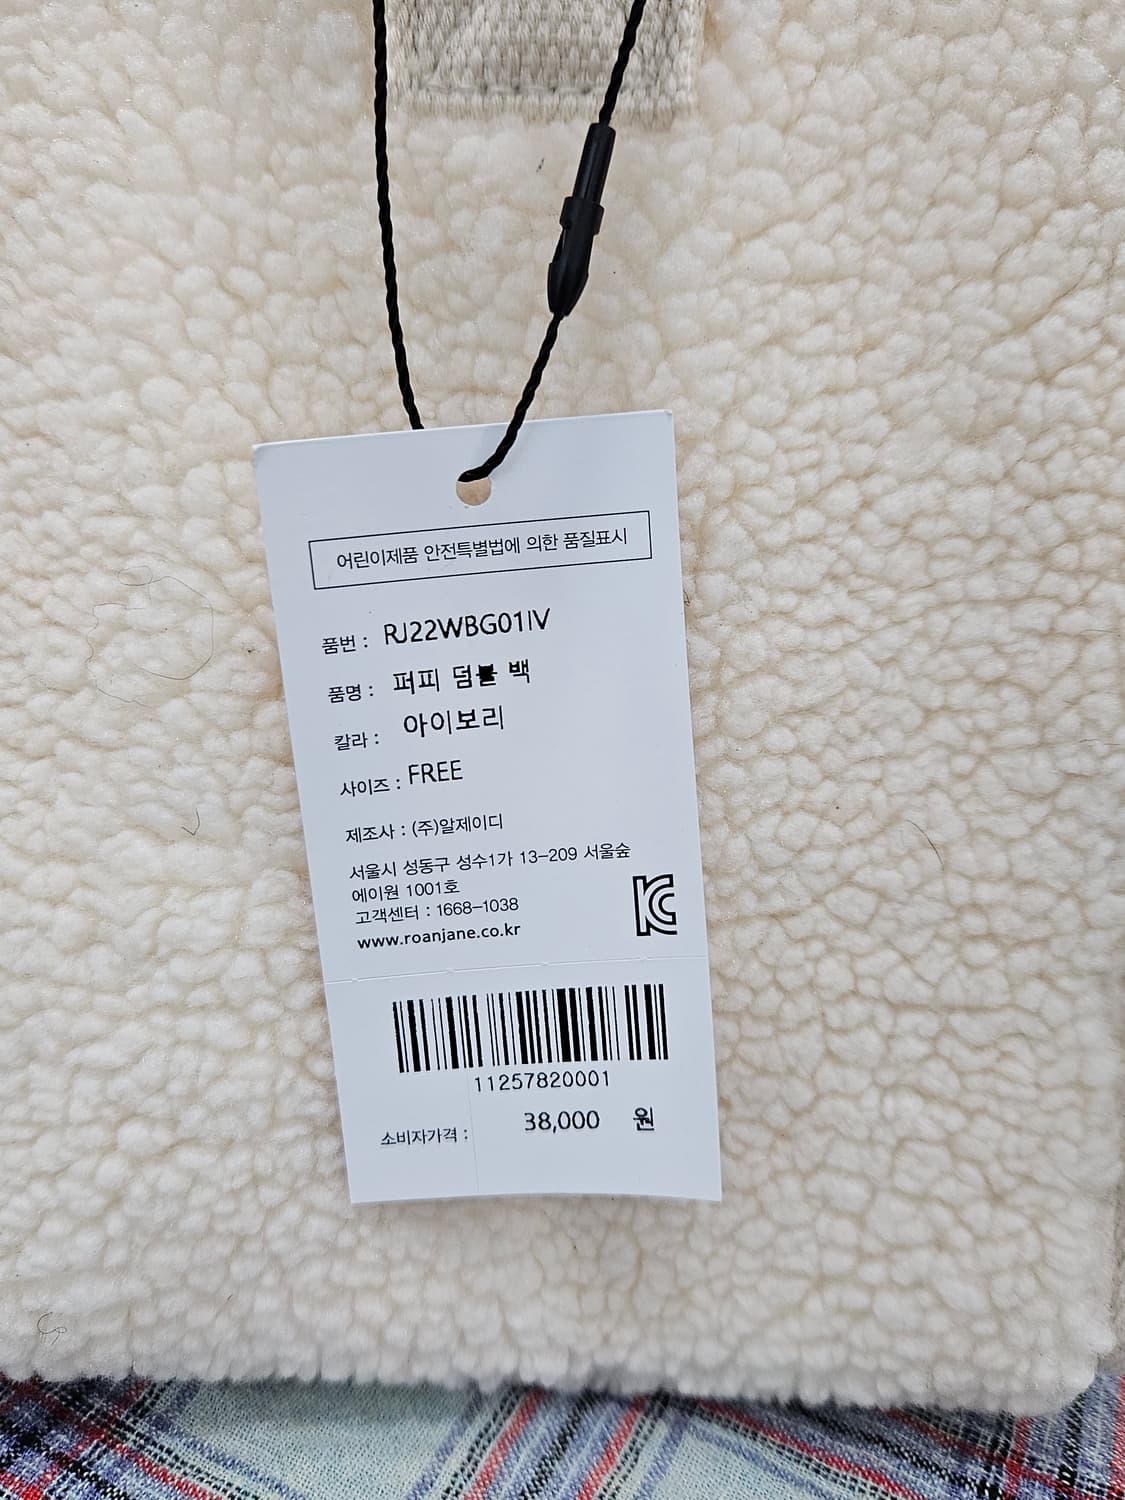 어린이제품 안전특별법에 의한 품질표시
품번 : RJ22WBG01IV
품명 : 퍼피 덤블 백
칼라 : 아이보리
사이즈 : FREE
제조사 : (주)알제이디
서울시 성동구 성수1가 13-209 서울숲
에이원 1001호
고객센터 : 1668-1038
www.roanjane.co.kr
KC
11257820001
소비자가격 : 38,000 원